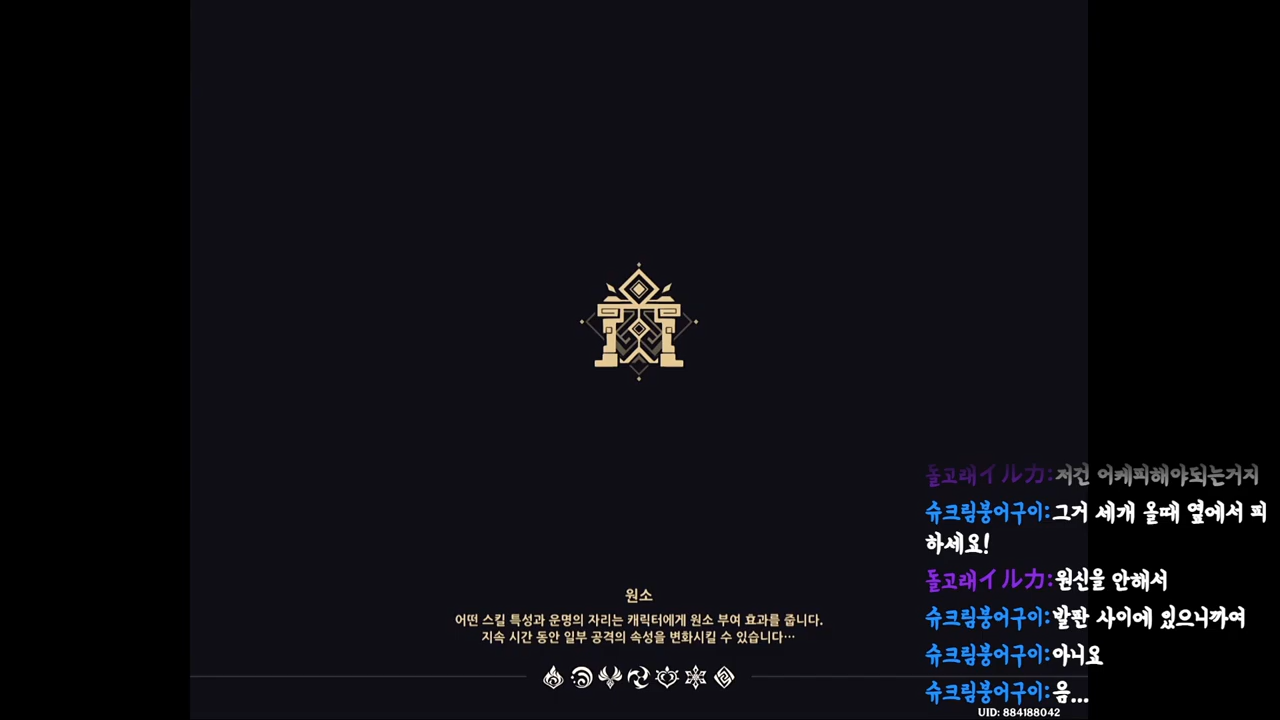 돌고래イルカ:저건 어케피해야되는거지
슈크림붕어구이:그거 세개 올때 옆에서 피
하세요!
돌고래イルカ:원신을 안해서
슈크림붕어구이:발판 사이에 있으니까여
슈크림붕어구이:아니요
슈크림붕어구이:음...
원소
어떤 스킬 특성과 운명의 자리는 캐릭터에게 원소 부여 효과를 줍니다.
지속 시간 동안 일부 공격의 속성을 변화시킬 수 있습니다…
UID: 884188042